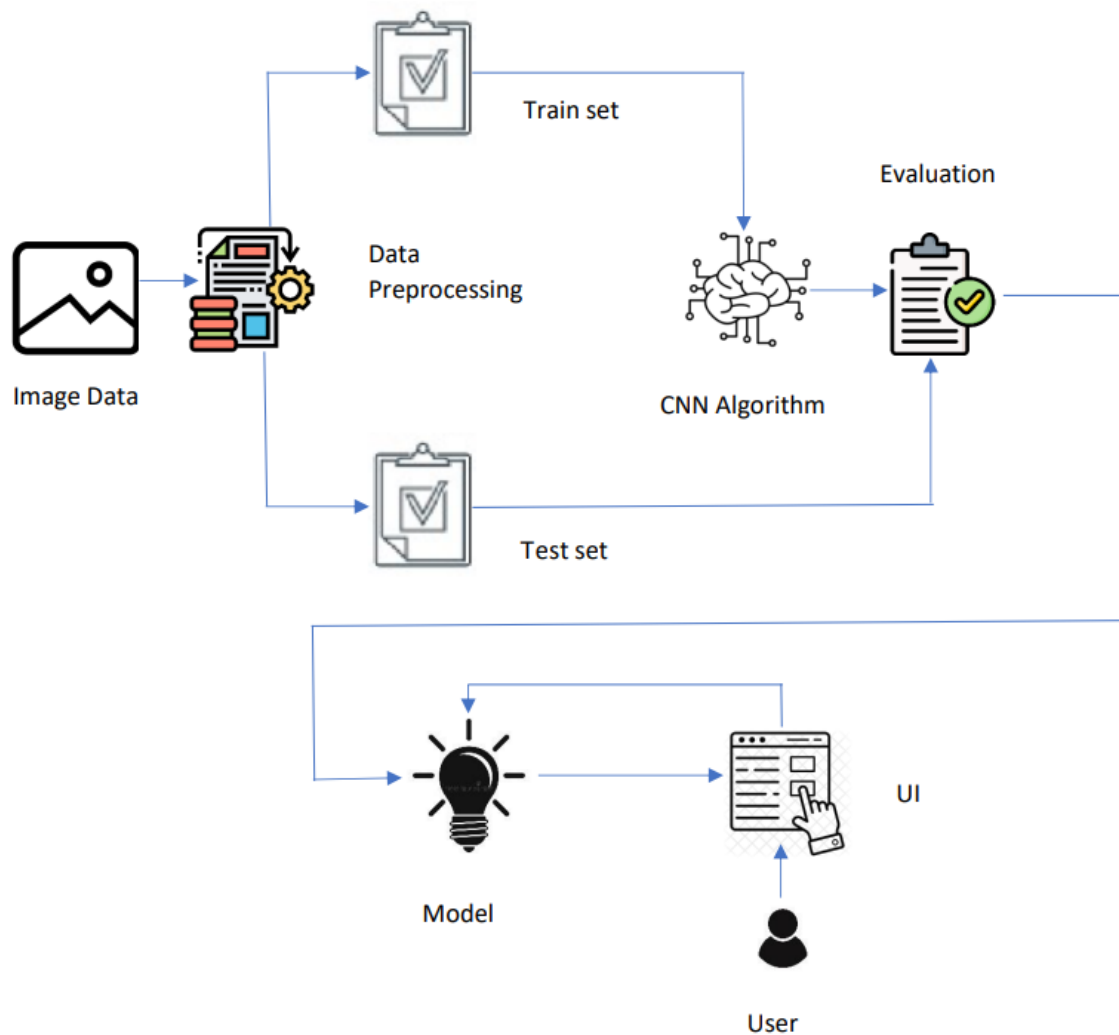 Train set
Evaluation
Data
Preprocessing
Image Data
CNN Algorithm
Test set
UI
Model
User